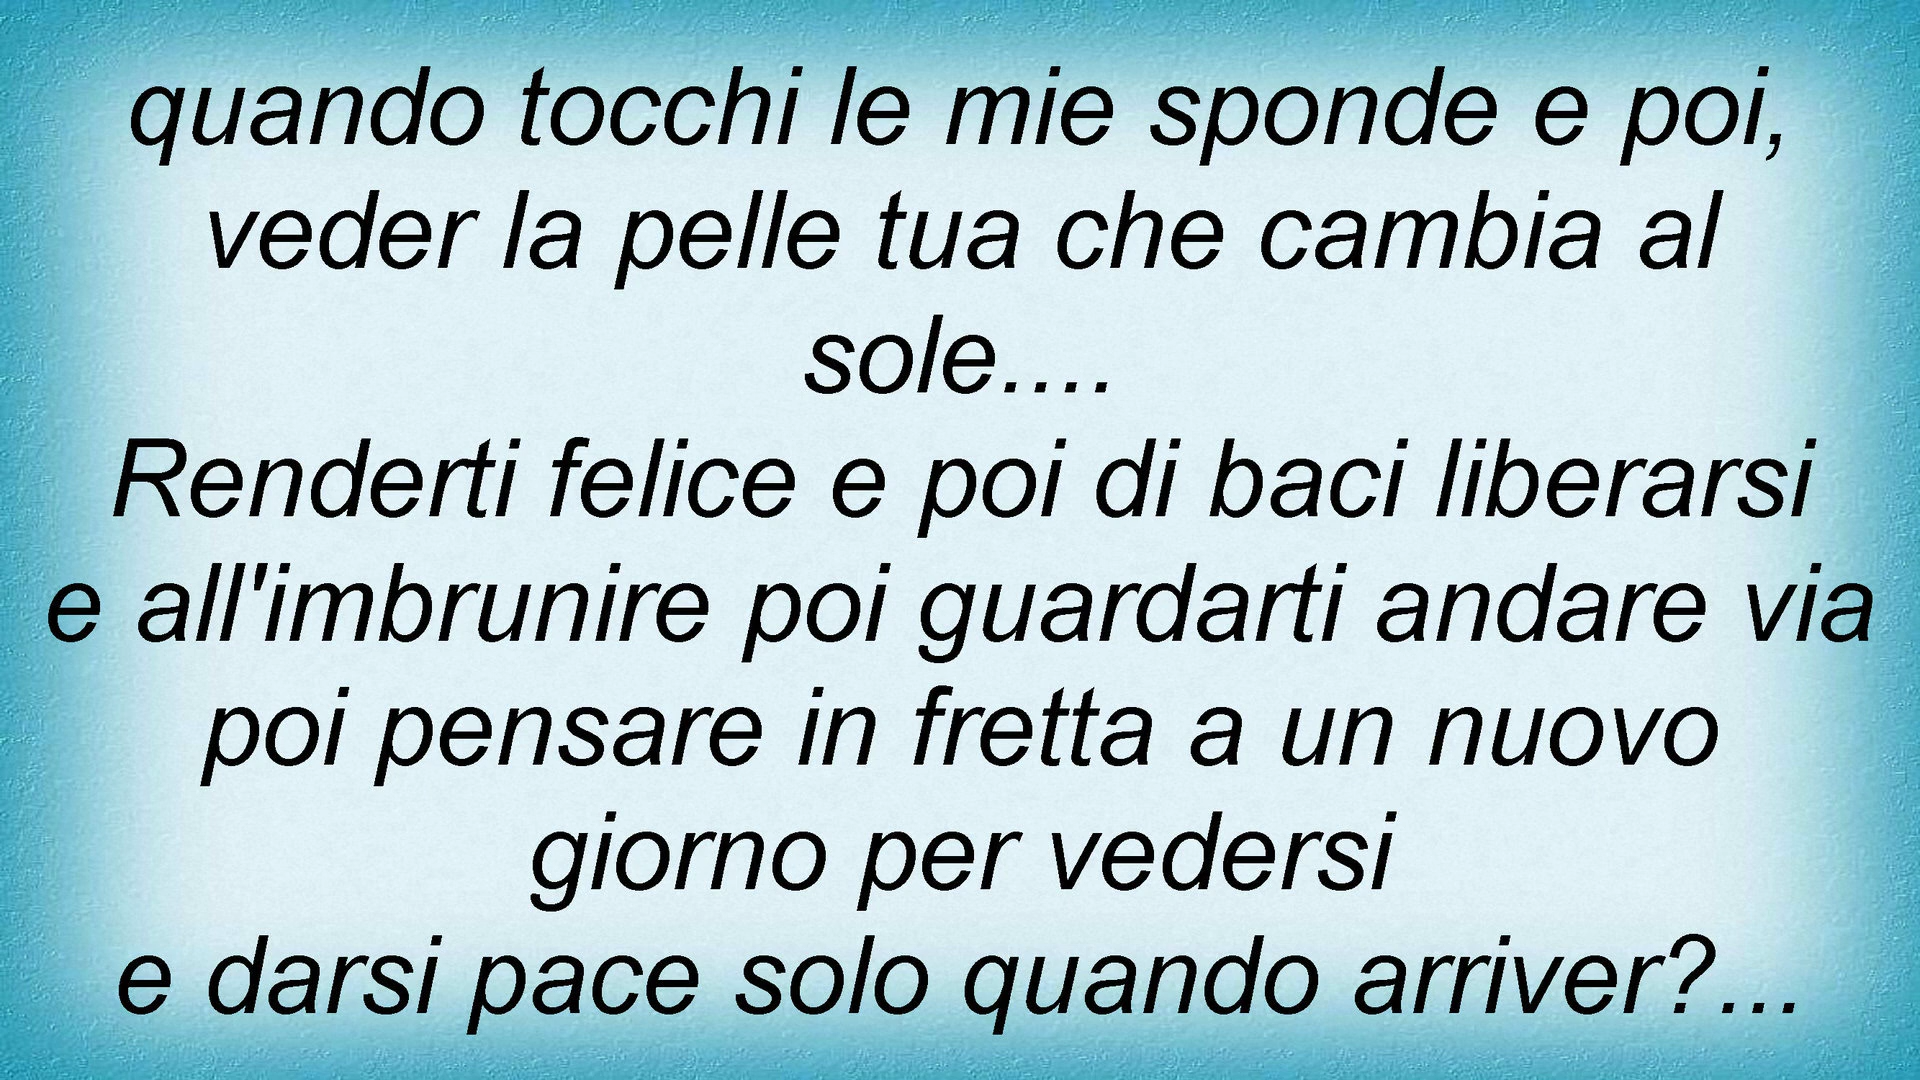 quando tocchi le mie sponde e poi,
veder la pelle tua che cambia al
sole....
Renderti felice e poi di baci liberarsi
e all'imbrunire poi guardarti andare via
poi pensare in fretta a un nuovo
giorno per vedersi
e darsi pace solo quando arriver?...